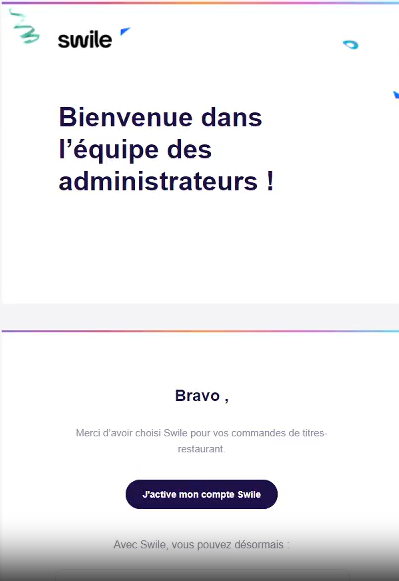 swile
Bienvenue dans
l’équipe des
administrateurs !
Bravo ,
Merci d’avoir choisi Swile pour vos commandes de titres-
restaurant.
J’active mon compte Swile
Avec Swile, vous pouvez désormais :